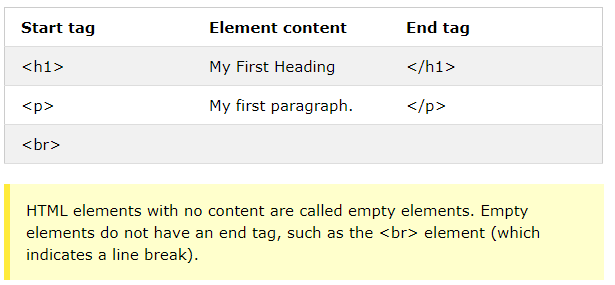 Start tag Element content End tag
<h1> My First Heading </h1>
<p> My first paragraph. </p>
<br>
HTML elements with no content are called empty elements. Empty
elements do not have an end tag, such as the <br> element (which
indicates a line break).